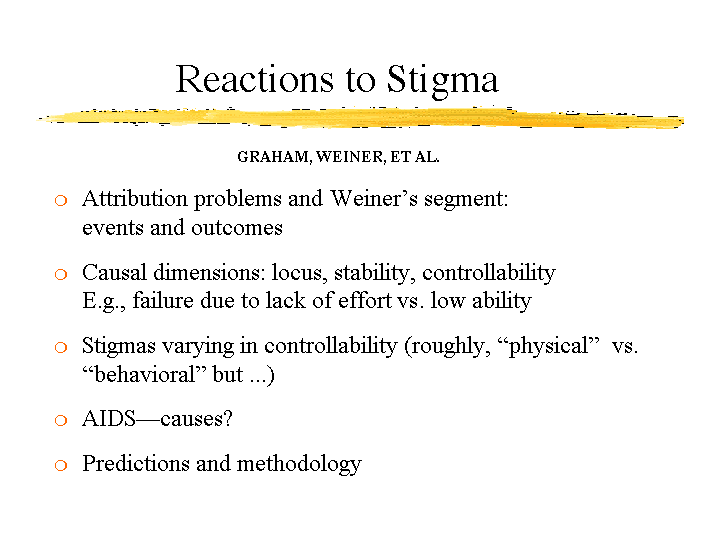 Reactions to Stigma
GRAHAM, WEINER, ET AL.
Attribution problems and Weiner’s segment:
events and outcomes
Causal dimensions: locus, stability, controllability
E.g., failure due to lack of effort vs. low ability
Stigmas varying in controllability (roughly, “physical” vs.
“behavioral” but ...)
AIDS—causes?
Predictions and methodology